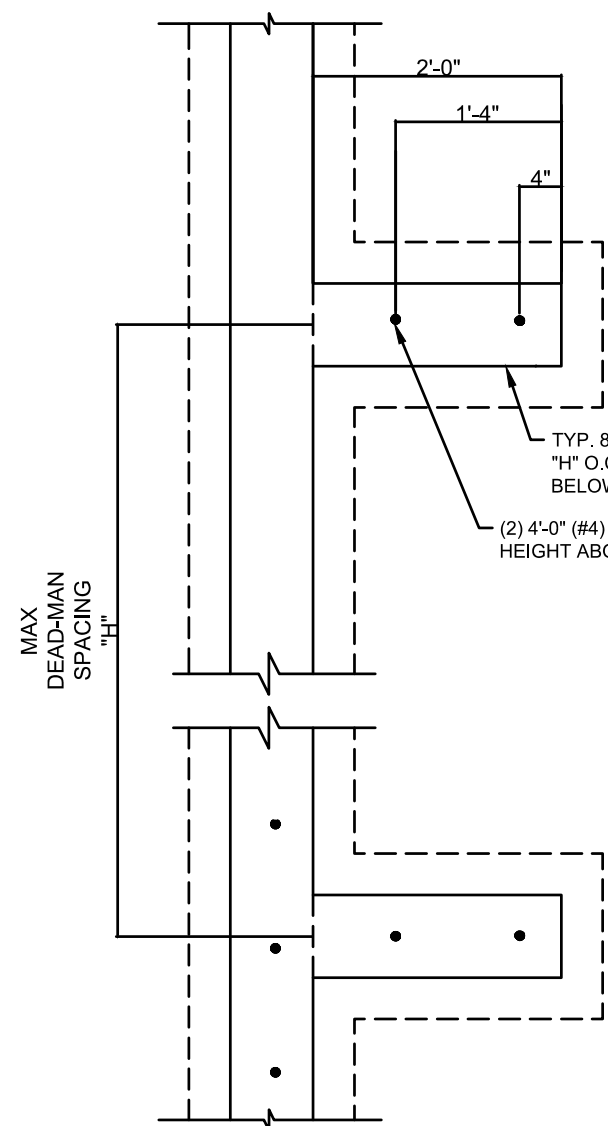 2'-0"
1'-4"
4"
TYP. 8
"H" O.
BELOW
(2) 4'-0" (#4)
HEIGHT ABO
MAX
DEAD-MAN
SPACING
"H"